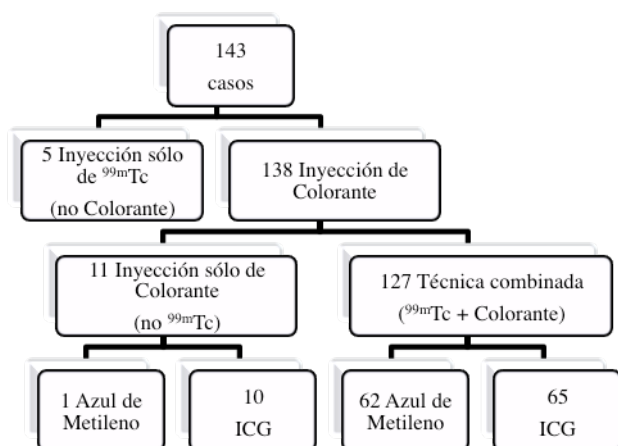 143
casos
5 Inyección sólo
de ⁹⁹ᵐTc
(no Colorante)
138 Inyección de
Colorante
11 Inyección sólo de
Colorante
(no ⁹⁹ᵐTc)
127 Técnica combinada
(⁹⁹ᵐTc + Colorante)
1 Azul de
Metileno
10
ICG
62 Azul de
Metileno
65
ICG